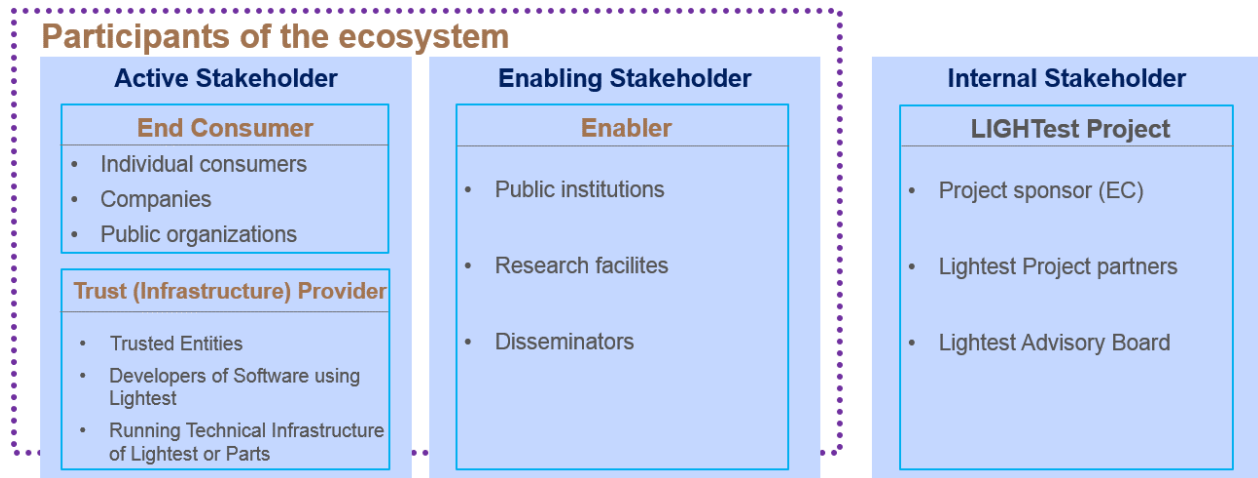 Participants of the ecosystem
Active Stakeholder
End Consumer
• Individual consumers
• Companies
• Public organizations
Trust (Infrastructure) Provider
• Trusted Entities
• Developers of Software using
Lightest
• Running Technical Infrastructure
of Lightest or Parts
Enabling Stakeholder
Enabler
• Public institutions
• Research facilites
• Disseminators
Internal Stakeholder
LIGHTest Project
• Project sponsor (EC)
• Lightest Project partners
• Lightest Advisory Board